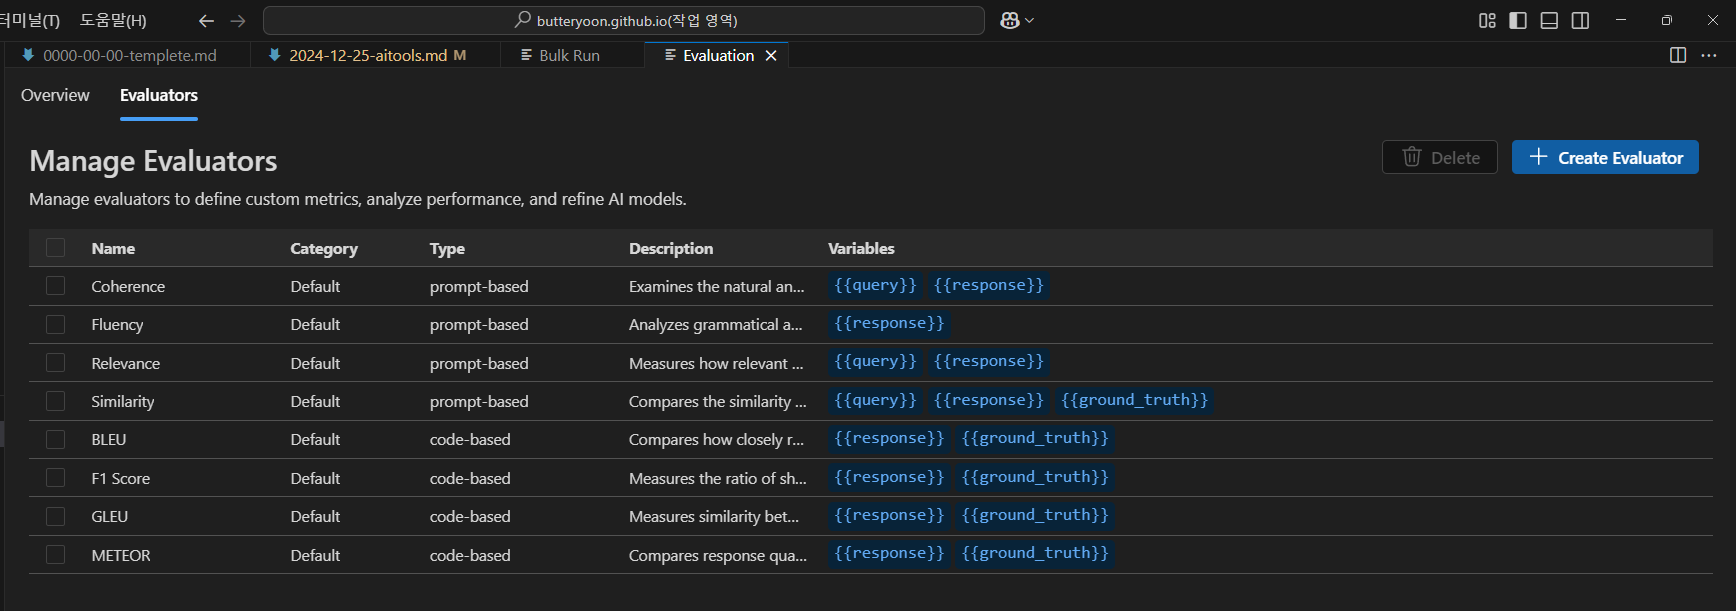 터미널(T) 도움말(H) butteryoon.github.io(작업 영역)
0000-00-00-templete.md 2024-12-25-aitools.md M Bulk Run Evaluation
Overview Evaluators
Manage Evaluators Delete Create Evaluator
Manage evaluators to define custom metrics, analyze performance, and refine AI models.
Name Category Type Description Variables
Coherence Default prompt-based Examines the natural an... {{query}} {{response}}
Fluency Default prompt-based Analyzes grammatical a... {{response}}
Relevance Default prompt-based Measures how relevant ... {{query}} {{response}}
Similarity Default prompt-based Compares the similarity ... {{query}} {{response}} {{ground_truth}}
BLEU Default code-based Compares how closely r... {{response}} {{ground_truth}}
F1 Score Default code-based Measures the ratio of sh... {{response}} {{ground_truth}}
GLEU Default code-based Measures similarity bet... {{response}} {{ground_truth}}
METEOR Default code-based Compares response qua... {{response}} {{ground_truth}}